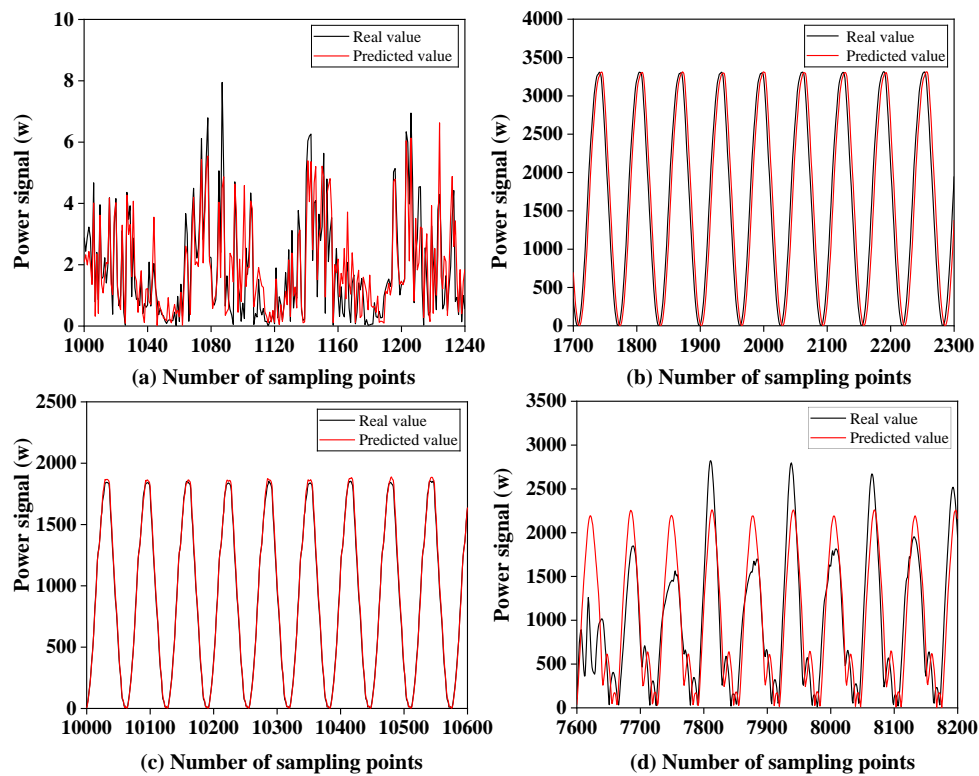 10
8
6
4
2
0
Power signal (w)
Real value
Predicted value
1000 1040 1080 1120 1160 1200 1240
(a) Number of sampling points
4000
3500
3000
2500
2000
1500
1000
500
0
Power signal (w)
Real value
Predicted value
1700 1800 1900 2000 2100 2200 2300
(b) Number of sampling points
2500
2000
1500
1000
500
0
Power signal (w)
Real value
Predicted value
10000 10100 10200 10300 10400 10500 10600
(c) Number of sampling points
3500
3000
2500
2000
1500
1000
500
0
Power signal (w)
Real value
Predicted value
7600 7700 7800 7900 8000 8100 8200
(d) Number of sampling points